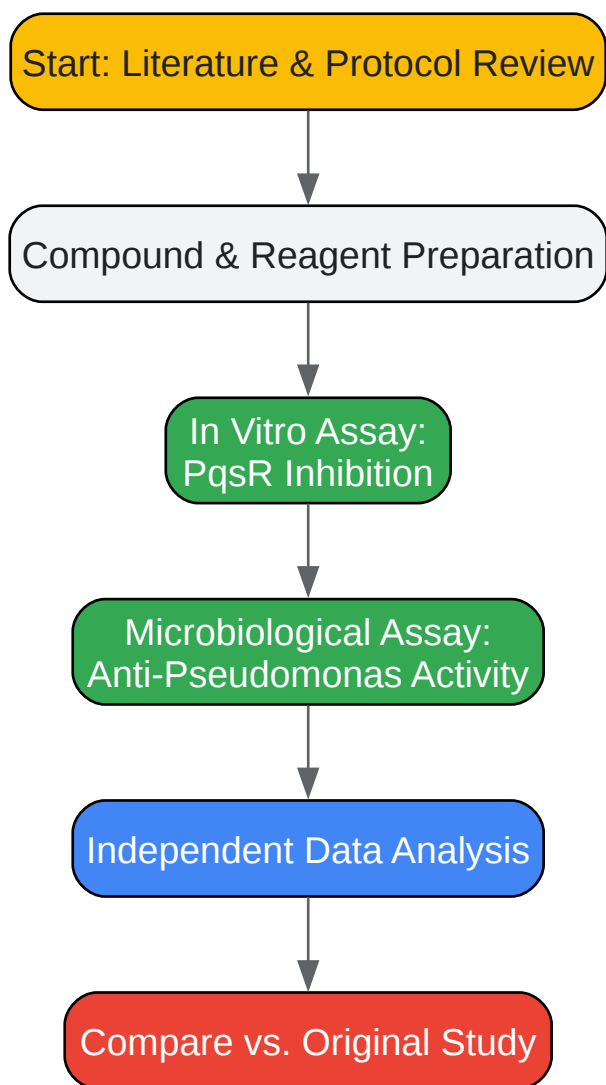 Start: Literature & Protocol Review
Compound & Reagent Preparation
In Vitro Assay:
PqsR Inhibition
Microbiological Assay:
Anti-Pseudomonas Activity
Independent Data Analysis
Compare vs. Original Study